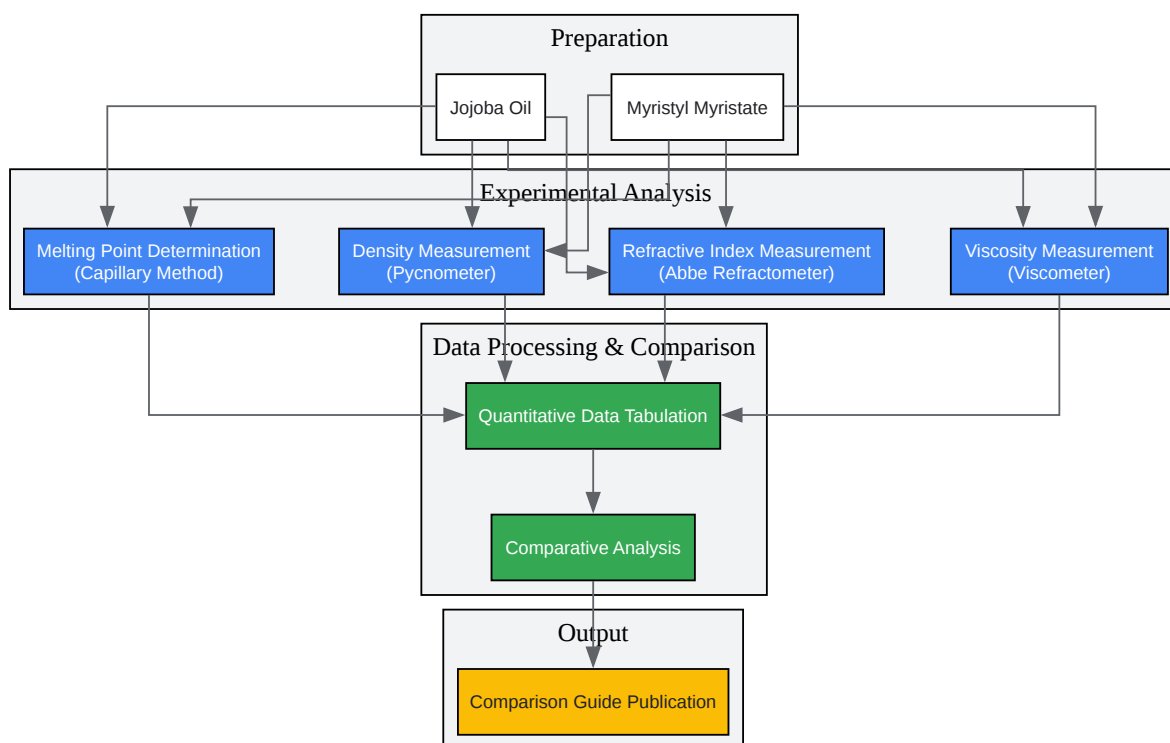 Preparation
Jojoba Oil
Myristyl Myristate
Experimental Analysis
Melting Point Determination
(Capillary Method)
Density Measurement
(Pycnometer)
Refractive Index Measurement
(Abbe Refractometer)
Viscosity Measurement
(Viscometer)
Data Processing & Comparison
Quantitative Data Tabulation
Comparative Analysis
Output
Comparison Guide Publication